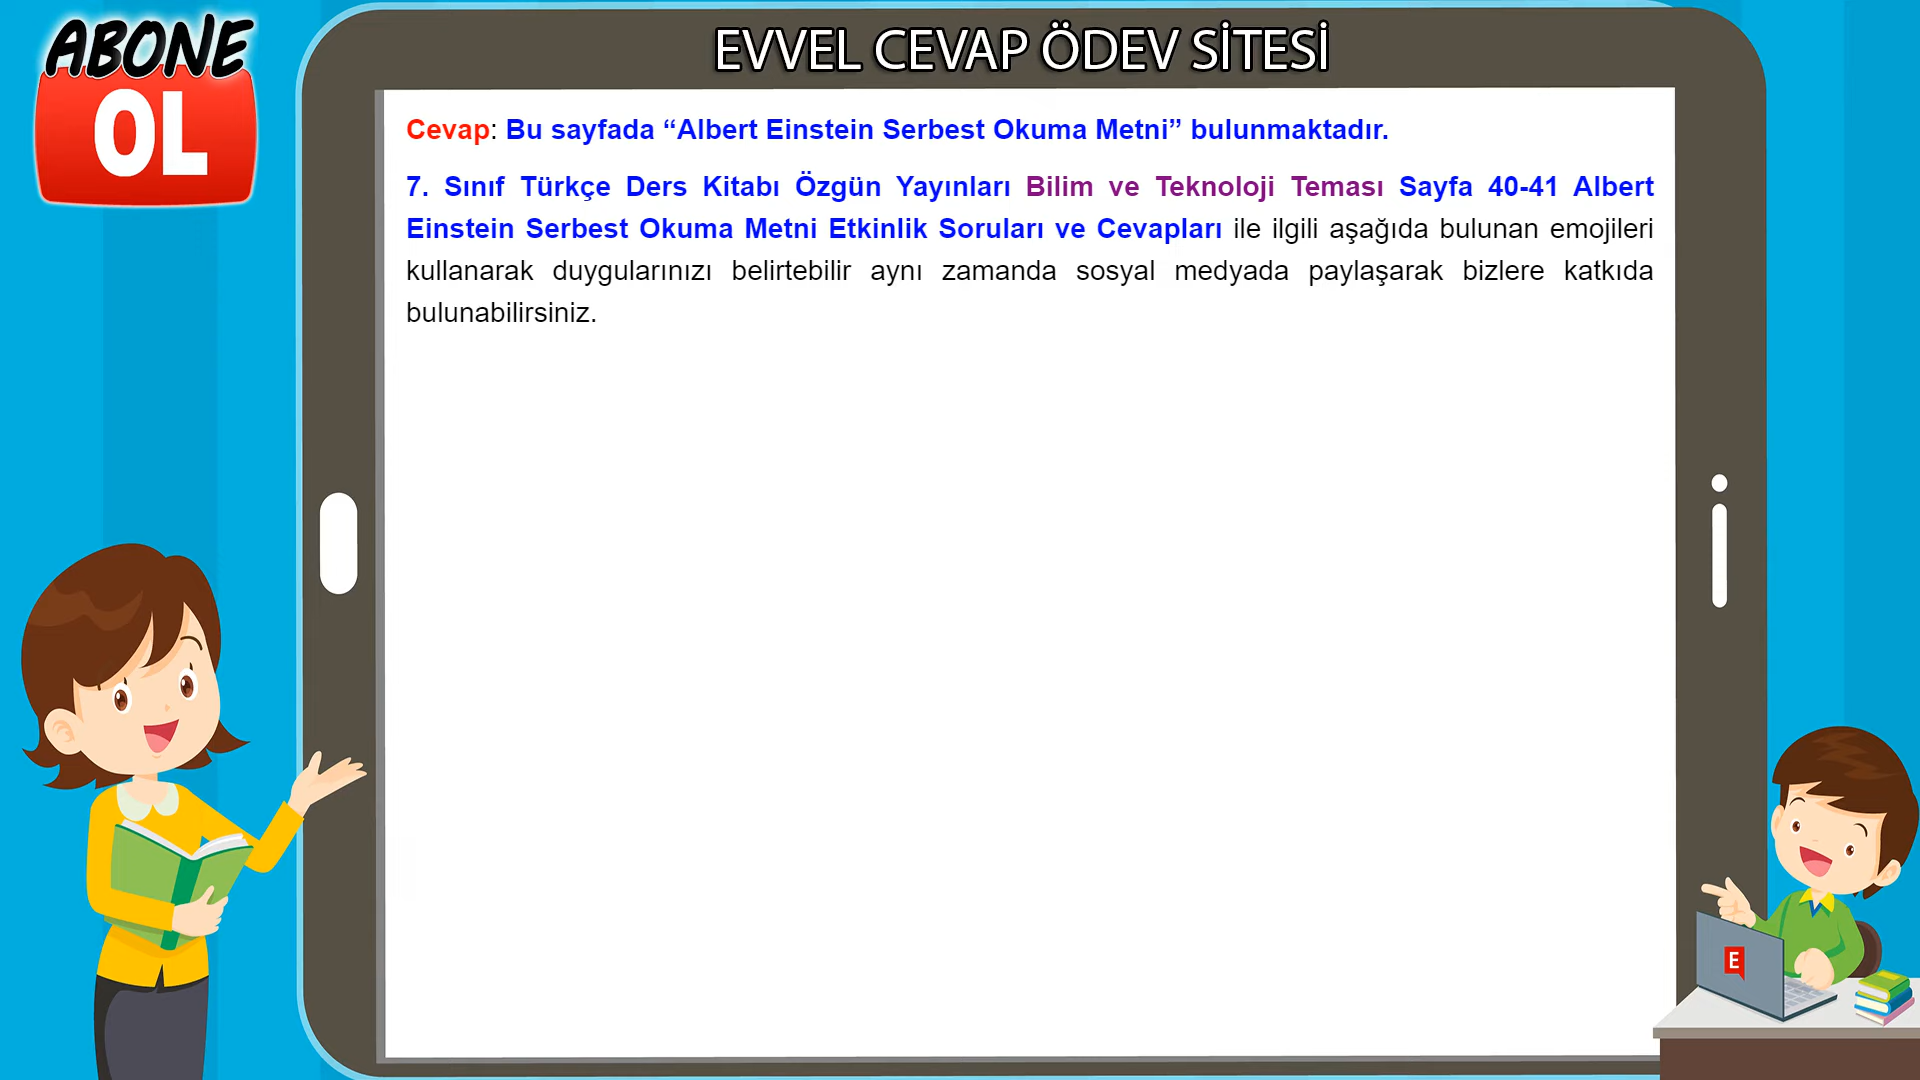 ABONE
OL
EVVEL CEVAP ÖDEV SİTESİ
Cevap: Bu sayfada “Albert Einstein Serbest Okuma Metni” bulunmaktadır.
7. Sınıf Türkçe Ders Kitabı Özgün Yayınları Bilim ve Teknoloji Teması Sayfa 40-41 Albert
Einstein Serbest Okuma Metni Etkinlik Soruları ve Cevapları ile ilgili aşağıda bulunan emojileri
kullanarak duygularınızı belirtebilir aynı zamanda sosyal medyada paylaşarak bizlere katkıda
bulunabilirsiniz.
E